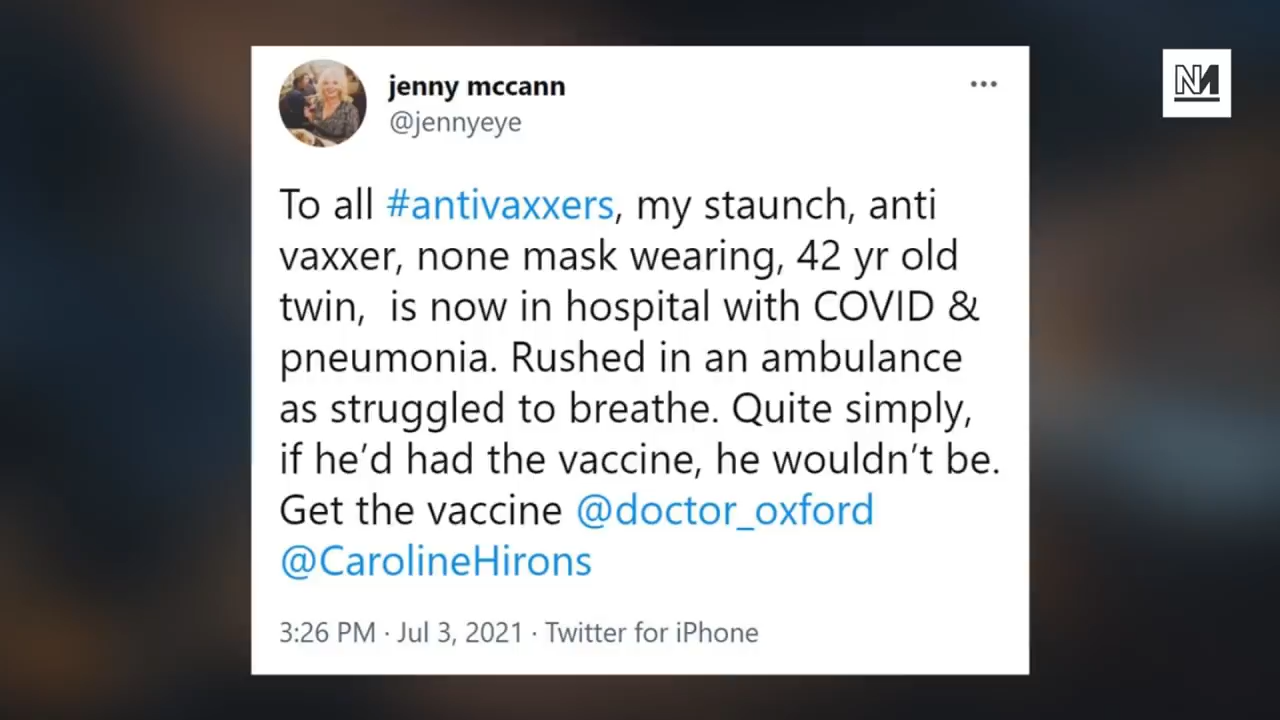 jenny mccann
@jennyeye
To all #antivaxxers, my staunch, anti
vaxxer, none mask wearing, 42 yr old
twin,  is now in hospital with COVID &
pneumonia. Rushed in an ambulance
as struggled to breathe. Quite simply,
if he’d had the vaccine, he wouldn’t be.
Get the vaccine @doctor_oxford
@CarolineHirons
3:26 PM · Jul 3, 2021 · Twitter for iPhone
NM